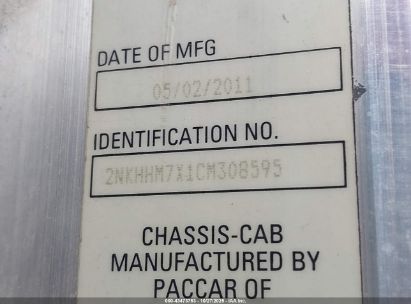 DATE OF MFG
05/02/2011
IDENTIFICATION NO.
2NKHHM7X1CM308595
CHASSIS-CAB
MANUFACTURED BY
PACCAR OF